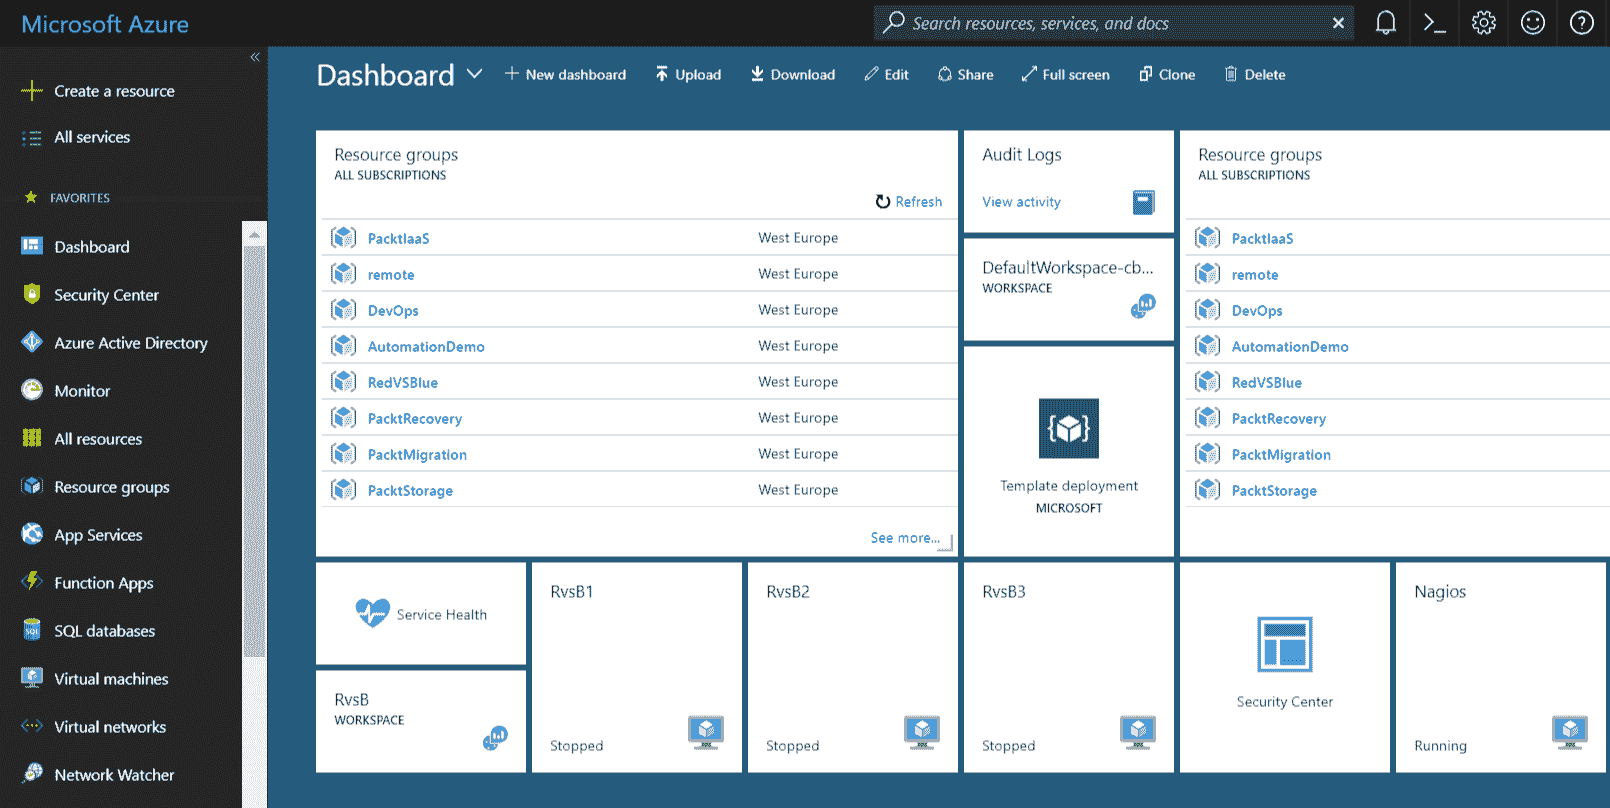 Microsoft Azure
Search resources, services, and docs
Create a resource
All services
FAVORITES
Dashboard
Security Center
Azure Active Directory
Monitor
All resources
Resource groups
App Services
Function Apps
SQL databases
Virtual machines
Virtual networks
Network Watcher
Dashboard
New dashboard
Upload
Download
Edit
Share
Full screen
Clone
Delete
Resource groups
ALL SUBSCRIPTIONS
Refresh
PacktIaaS West Europe
remote West Europe
DevOps West Europe
AutomationDemo West Europe
RedVSBlue West Europe
PacktRecovery West Europe
PacktMigration West Europe
PacktStorage West Europe
See more...
Audit Logs
View activity
DefaultWorkspace-cb...
WORKSPACE
Template deployment
MICROSOFT
Resource groups
ALL SUBSCRIPTIONS
PacktIaaS
remote
DevOps
AutomationDemo
RedVSBlue
PacktRecovery
PacktMigration
PacktStorage
Service Health
RvsB
WORKSPACE
RvsB1
Stopped
RvsB2
Stopped
RvsB3
Stopped
Security Center
Nagios
Running